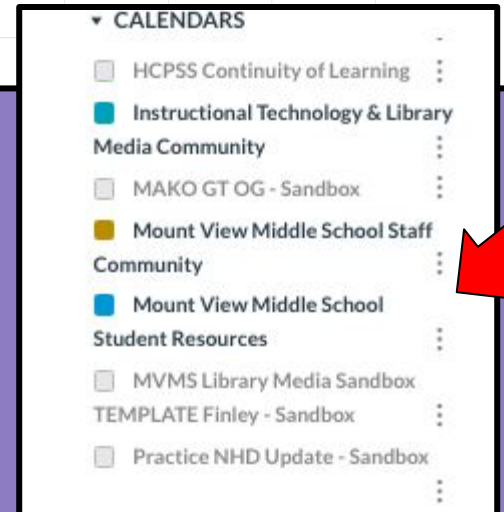 CALENDARS
HCPSS Continuity of Learning
Instructional Technology & Library
Media Community
MAKO GT OG - Sandbox
Mount View Middle School Staff
Community
Mount View Middle School
Student Resources
MVMS Library Media Sandbox
TEMPLATE Finley - Sandbox
Practice NHD Update - Sandbox